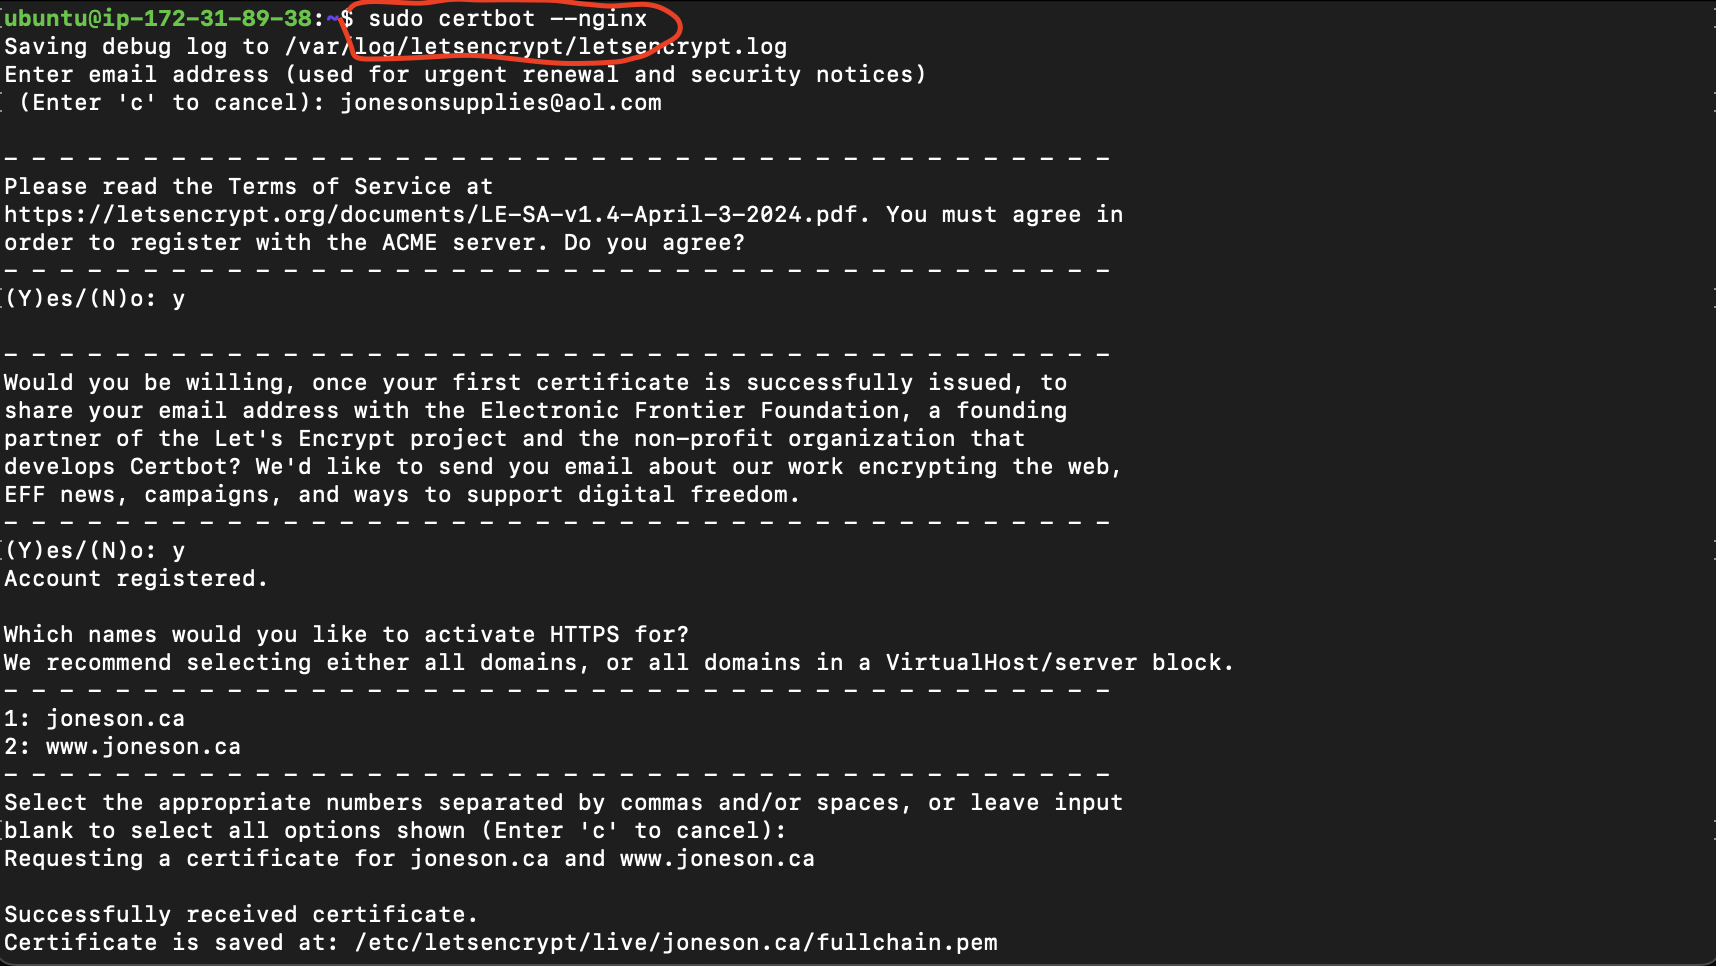 ubuntu@ip-172-31-89-38:~$ sudo certbot --nginx
Saving debug log to /var/log/letsencrypt/letsencrypt.log
Enter email address (used for urgent renewal and security notices)
 (Enter 'c' to cancel): jonesonsupplies@aol.com

- - - - - - - - - - - - - - - - - - - - - - - - - - - - - - - - - - - - - - - -
Please read the Terms of Service at
https://letsencrypt.org/documents/LE-SA-v1.4-April-3-2024.pdf. You must agree in
order to register with the ACME server. Do you agree?
- - - - - - - - - - - - - - - - - - - - - - - - - - - - - - - - - - - - - - - -
(Y)es/(N)o: y

- - - - - - - - - - - - - - - - - - - - - - - - - - - - - - - - - - - - - - - -
Would you be willing, once your first certificate is successfully issued, to
share your email address with the Electronic Frontier Foundation, a founding
partner of the Let's Encrypt project and the non-profit organization that
develops Certbot? We'd like to send you email about our work encrypting the web,
EFF news, campaigns, and ways to support digital freedom.
- - - - - - - - - - - - - - - - - - - - - - - - - - - - - - - - - - - - - - - -
(Y)es/(N)o: y
Account registered.

Which names would you like to activate HTTPS for?
We recommend selecting either all domains, or all domains in a VirtualHost/server block.
- - - - - - - - - - - - - - - - - - - - - - - - - - - - - - - - - - - - - - - -
1: joneson.ca
2: www.joneson.ca
- - - - - - - - - - - - - - - - - - - - - - - - - - - - - - - - - - - - - - - -
Select the appropriate numbers separated by commas and/or spaces, or leave input
blank to select all options shown (Enter 'c' to cancel):
Requesting a certificate for joneson.ca and www.joneson.ca

Successfully received certificate.
Certificate is saved at: /etc/letsencrypt/live/joneson.ca/fullchain.pem